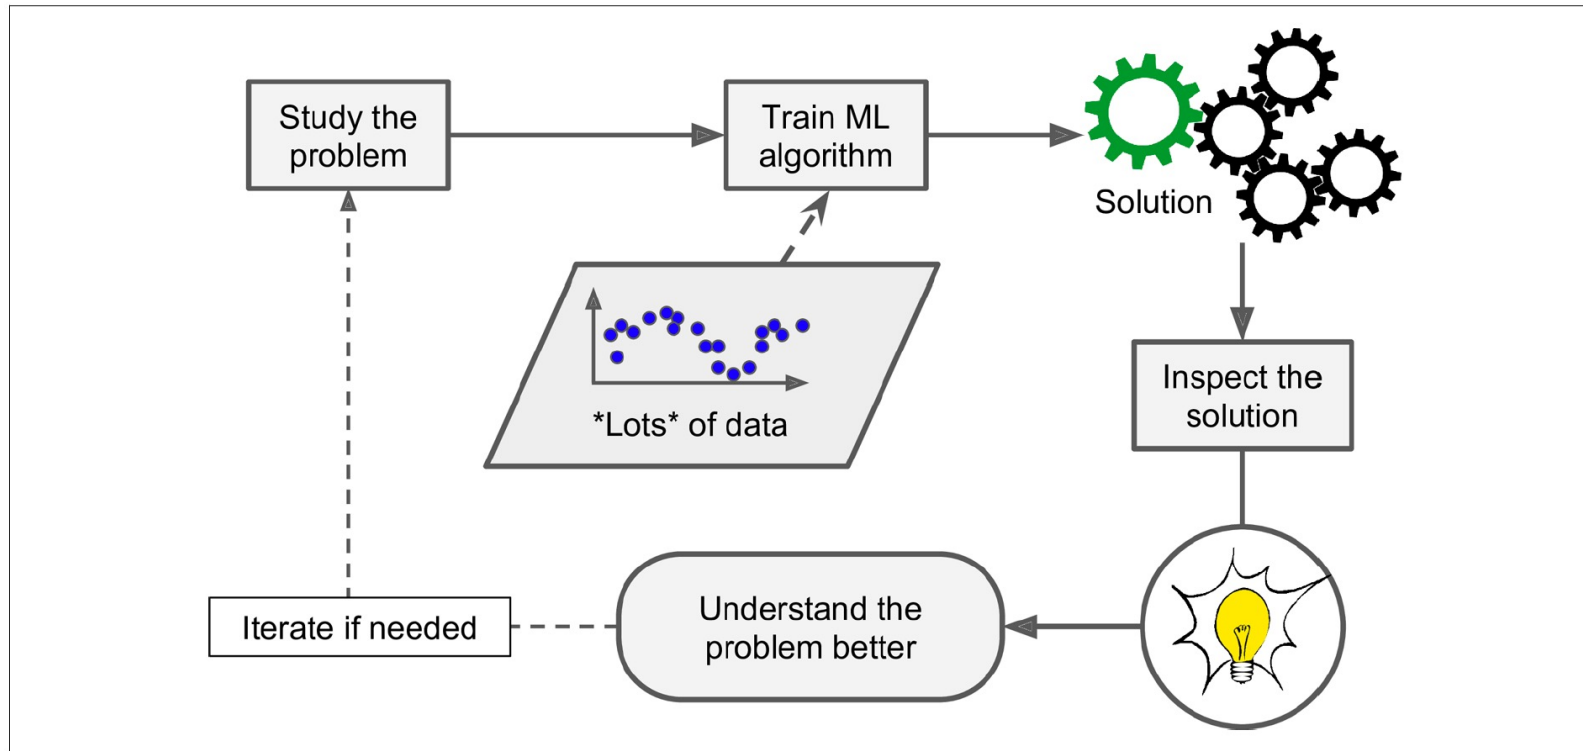 Study the
problem
Train ML
algorithm
Solution
*Lots* of data
Inspect the
solution
Understand the
problem better
Iterate if needed